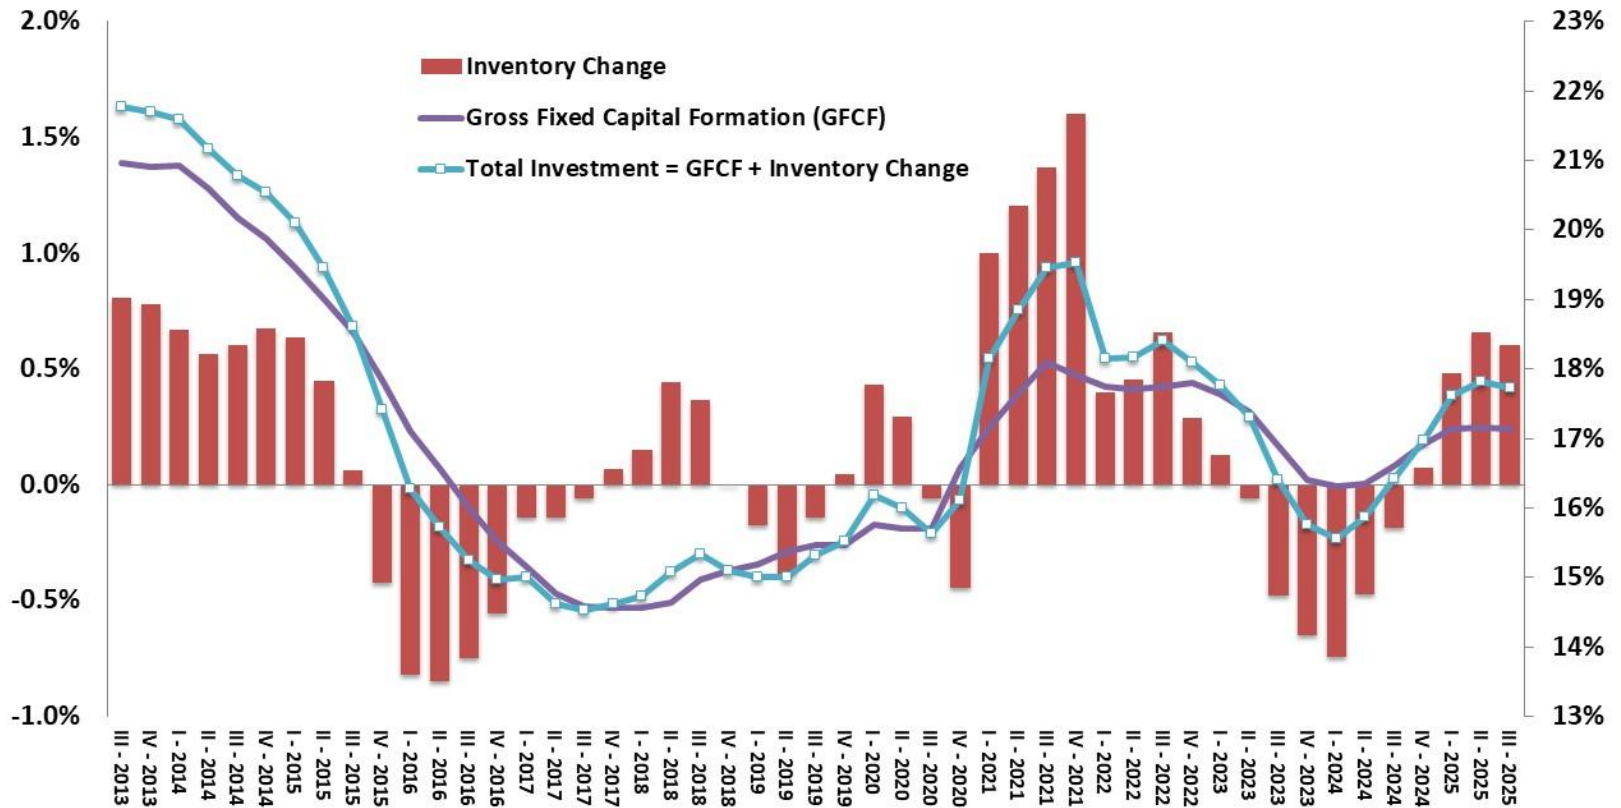 2.0%
1.5%
1.0%
0.5%
0.0%
-0.5%
-1.0%
Inventory Change
Gross Fixed Capital Formation (GFCF)
Total Investment = GFCF + Inventory Change
23%
22%
21%
20%
19%
18%
17%
16%
15%
14%
13%
III - 2013
IV - 2013
I - 2014
II - 2014
III - 2014
IV - 2014
I - 2015
II - 2015
III - 2015
IV - 2015
I - 2016
II - 2016
III - 2016
IV - 2016
I - 2017
II - 2017
III - 2017
IV - 2017
I - 2018
II - 2018
III - 2018
IV - 2018
I - 2019
II - 2019
III - 2019
IV - 2019
I - 2020
II - 2020
III - 2020
IV - 2020
I - 2021
II - 2021
III - 2021
IV - 2021
I - 2022
II - 2022
III - 2022
IV - 2022
I - 2023
II - 2023
III - 2023
IV - 2023
I - 2024
II - 2024
III - 2024
IV - 2024
I - 2025
II - 2025
III - 2025